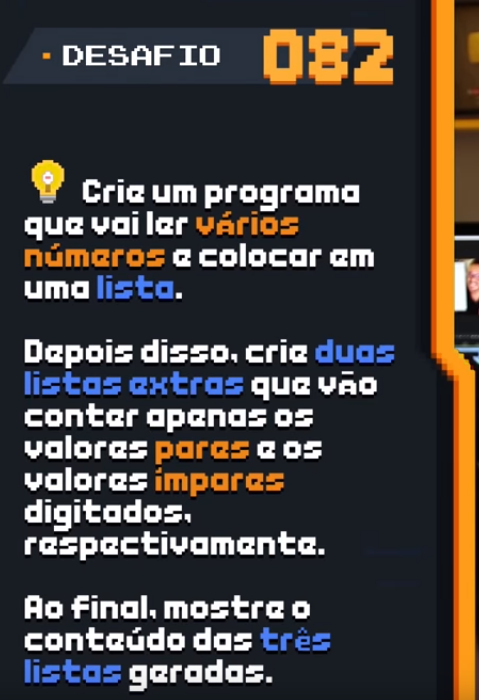 DESAFIO 082
Crie um programa
que vai ler vários
números e colocar em
uma lista.
Depois disso, crie duas
listas extras que vão
conter apenas os
valores pares e os
valores ímpares
digitados,
respectivamente.
Ao final, mostre o
conteúdo das três
listas geradas.